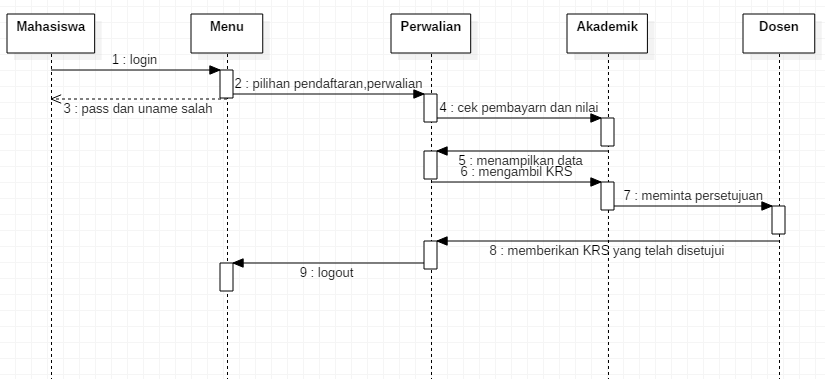 Mahasiswa
Menu
Perwalian
Akademik
Dosen
1 : login
2 : pilihan pendaftaran,perwalian
3 : pass dan uname salah
4 : cek pembayarn dan nilai
5 : menampilkan data
6 : mengambil KRS
7 : meminta persetujuan
8 : memberikan KRS yang telah disetujui
9 : logout